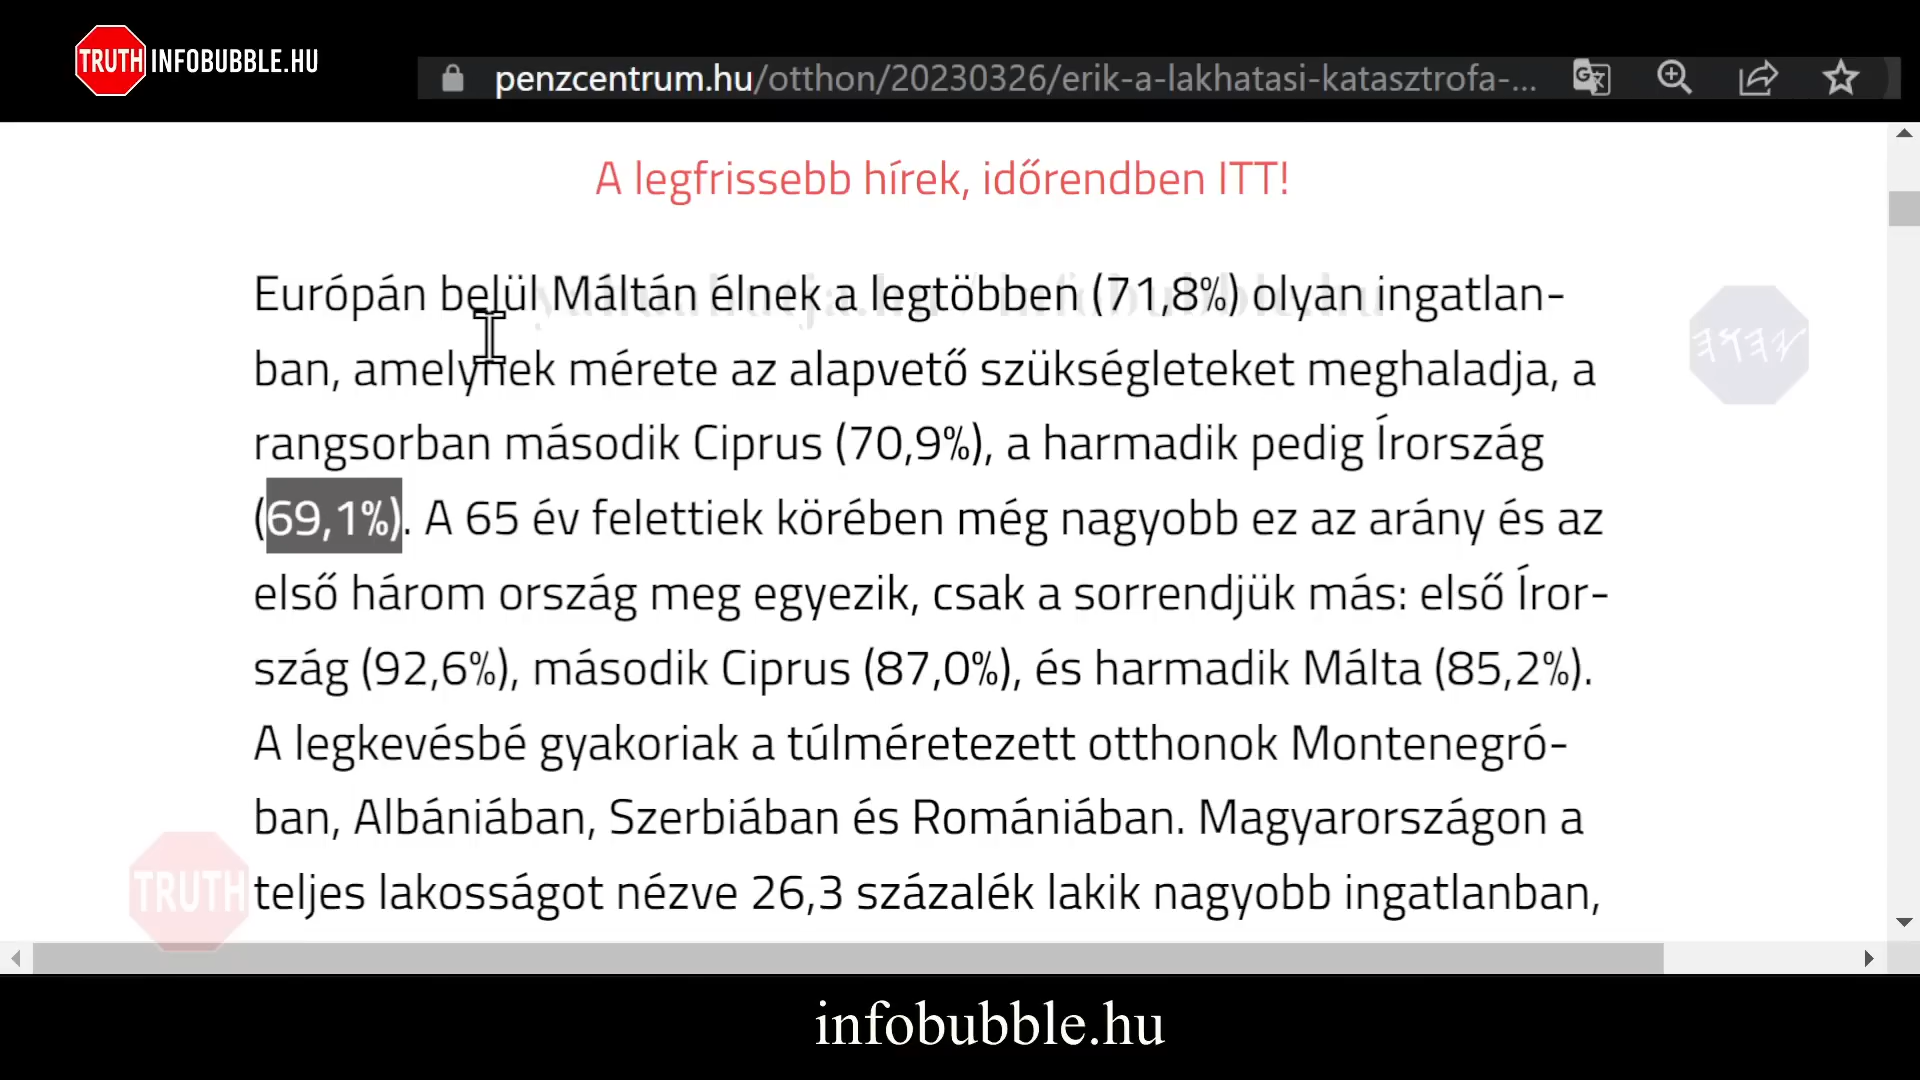 TRUTH INFOBUBBLE.HU
penzcentrum.hu/otthon/20230326/erik-a-lakhatasi-katasztrofa-...
A legfrissebb hírek, időrendben ITT!
Európán belül Máltán élnek a legtöbben (71,8%) olyan ingatlan-
ban, amelynek mérete az alapvető szükségleteket meghaladja, a
rangsorban második Ciprus (70,9%), a harmadik pedig Írország
(69,1%). A 65 év felettiek körében még nagyobb ez az arány és az
első három ország meg egyezik, csak a sorrendjük más: első Íror-
szág (92,6%), második Ciprus (87,0%), és harmadik Málta (85,2%).
A legkevésbé gyakoriak a túlméretezett otthonok Montenegró-
ban, Albániában, Szerbiában és Romániában. Magyarországon a
teljes lakosságot nézve 26,3 százalék lakik nagyobb ingatlanban,
TRUTH
infobubble.hu